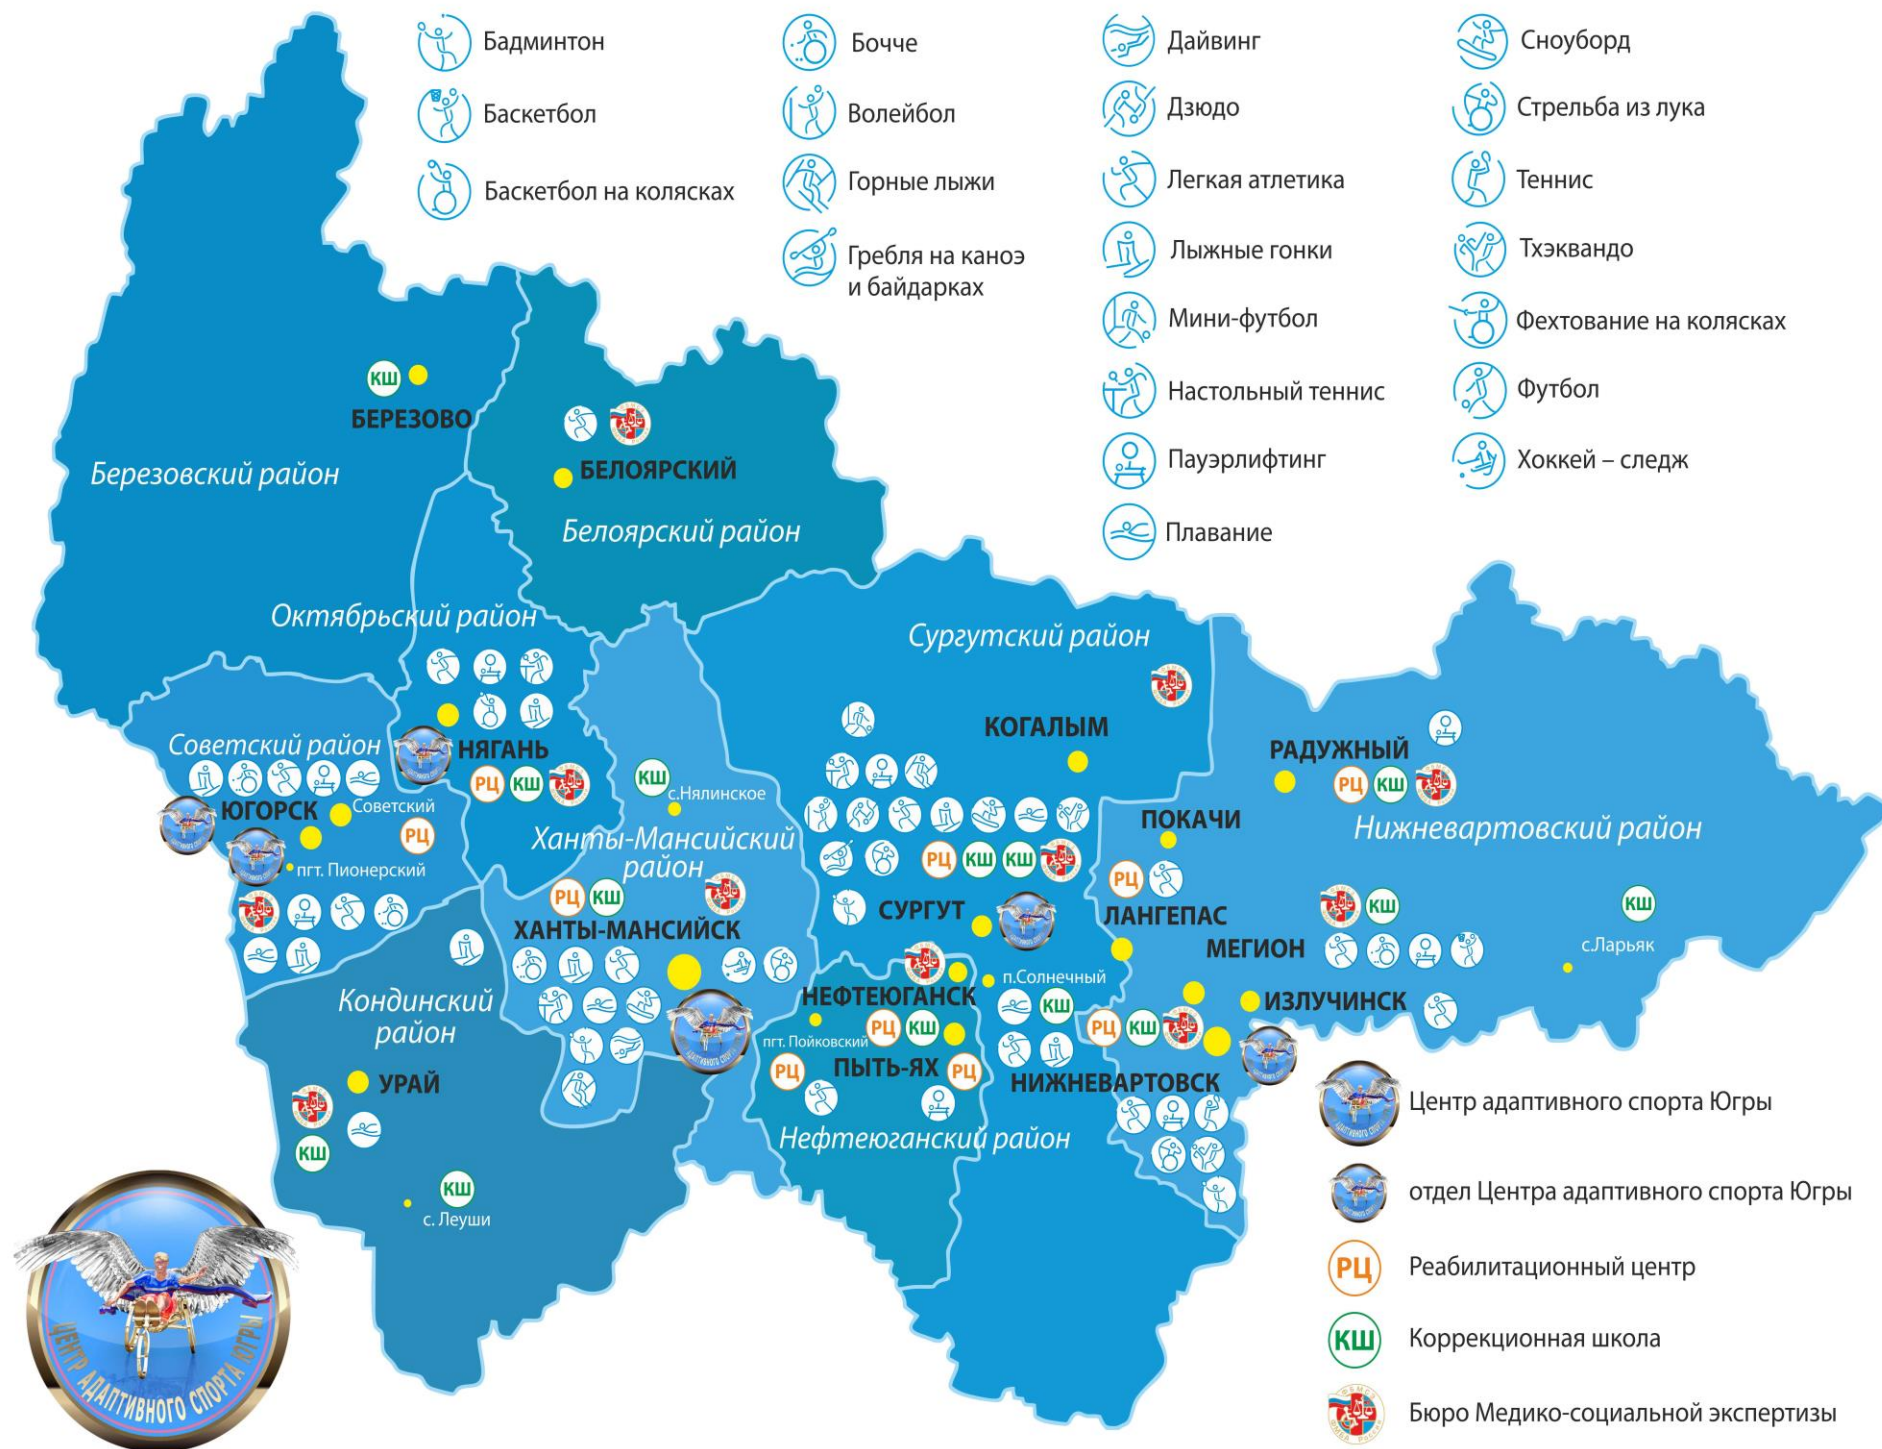 Бадминтон
Баскетбол
Баскетбол на колясках
Бочче
Волейбол
Горные лыжи
Гребля на каноэ
и байдарках
Дайвинг
Дзюдо
Легкая атлетика
Лыжные гонки
Мини-футбол
Настольный теннис
Пауэрлифтинг
Плавание
Сноуборд
Стрельба из лука
Теннис
Тхэквандо
Фехтование на колясках
Футбол
Хоккей – следж
КШ
БЕРЕЗОВО
Березовский район
БЕЛОЯРСКИЙ
Белоярский район
Октябрьский район
НЯГАНЬ
РЦ КШ
Советский район
ЮГОРСК
Советский
РЦ
пгт. Пионерский
КШ
с.Нялинское
Ханты-Мансийский
район
РЦ КШ
ХАНТЫ-МАНСИЙСК
Кондинский
район
УРАЙ
КШ
КШ
с. Леуши
Сургутский район
КОГАЛЫМ
РЦ КШ КШ
СУРГУТ
НЕФТЕЮГАНСК
РЦ КШ
пгт. Пойковский
РЦ
ПЫТЬ-ЯХ
РЦ
Нефтеюганский район
п.Солнечный
КШ
РАДУЖНЫЙ
РЦ КШ
Нижневартовский район
ПОКАЧИ
РЦ
ЛАНГЕПАС
КШ
МЕГИОН
КШ
с.Ларьяк
ИЗЛУЧИНСК
РЦ КШ
НИЖНЕВАРТОВСК
Центр адаптивного спорта Югры
отдел Центра адаптивного спорта Югры
РЦ Реабилитационный центр
КШ Коррекционная школа
Бюро Медико-социальной экспертизы
ЦЕНТР АДАПТИВНОГО СПОРТА ЮГРЫ